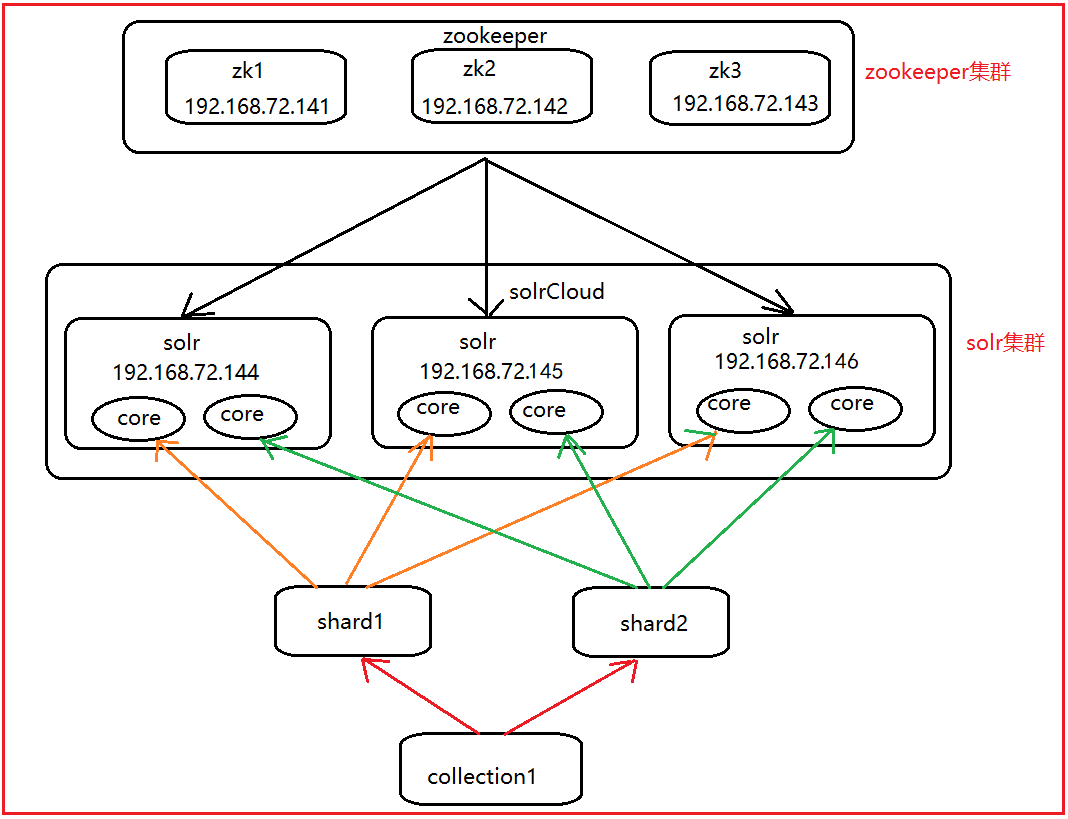 zookeeper
zk1
192.168.72.141
zk2
192.168.72.142
zk3
192.168.72.143
zookeeper集群
solrCloud
solr
192.168.72.144
core
core
solr
192.168.72.145
core
core
solr
192.168.72.146
core
core
solr集群
shard1
shard2
collection1